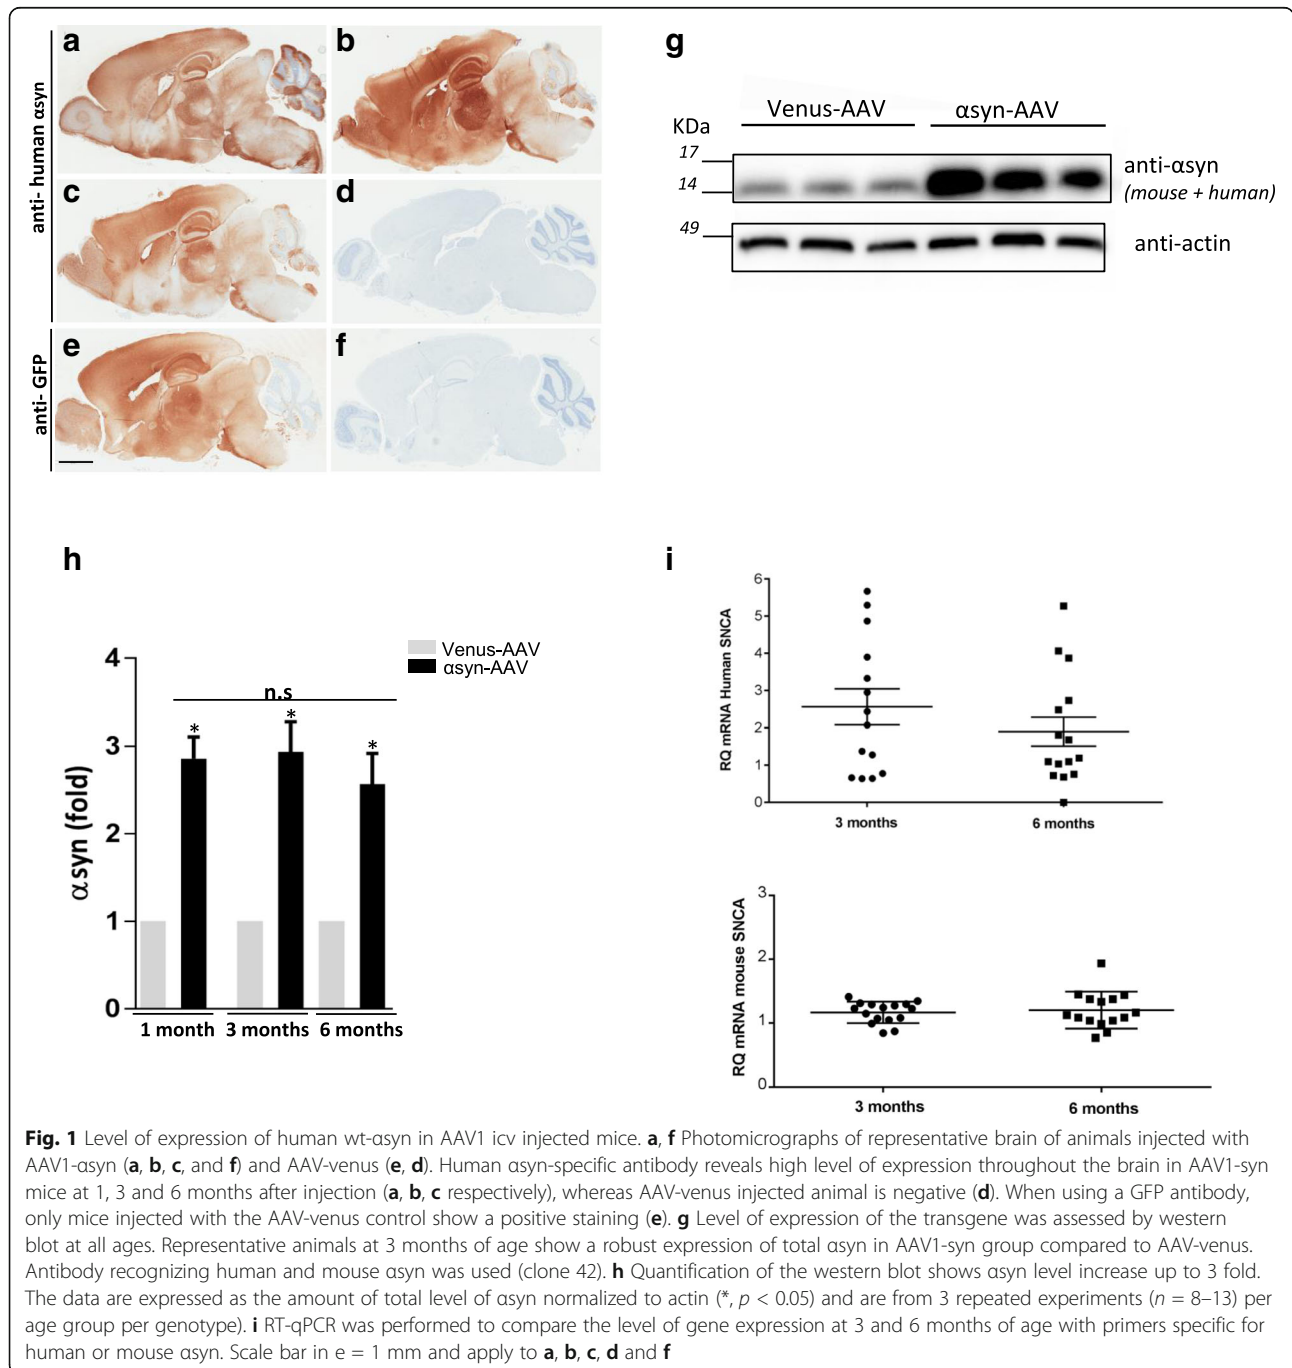 a
b
c
d
e
f
anti- human αsyn
anti- GFP
g
Venus-AAV
αsyn-AAV
KDa
17
14
49
anti-αsyn
(mouse + human)
anti-actin
h
Venus-AAV
αsyn-AAV
αsyn (fold)
4
3
2
1
0
n.s
*
*
*
1 month
3 months
6 months
i
RQ mRNA Human SNCA
6
5
4
3
2
1
0
3 months
6 months
RQ mRNA mouse SNCA
3
2
1
0
3 months
6 months
Fig. 1 Level of expression of human wt-αsyn in AAV1 icv injected mice. a, f Photomicrographs of representative brain of animals injected with
AAV1-αsyn (a, b, c, and f) and AAV-venus (e, d). Human αsyn-specific antibody reveals high level of expression throughout the brain in AAV1-syn
mice at 1, 3 and 6 months after injection (a, b, c respectively), whereas AAV-venus injected animal is negative (d). When using a GFP antibody,
only mice injected with the AAV-venus control show a positive staining (e). g Level of expression of the transgene was assessed by western
blot at all ages. Representative animals at 3 months of age show a robust expression of total αsyn in AAV1-syn group compared to AAV-venus.
Antibody recognizing human and mouse αsyn was used (clone 42). h Quantification of the western blot shows αsyn level increase up to 3 fold.
The data are expressed as the amount of total level of αsyn normalized to actin (*, p < 0.05) and are from 3 repeated experiments (n = 8–13) per
age group per genotype). i RT-qPCR was performed to compare the level of gene expression at 3 and 6 months of age with primers specific for
human or mouse αsyn. Scale bar in e = 1 mm and apply to a, b, c, d and f